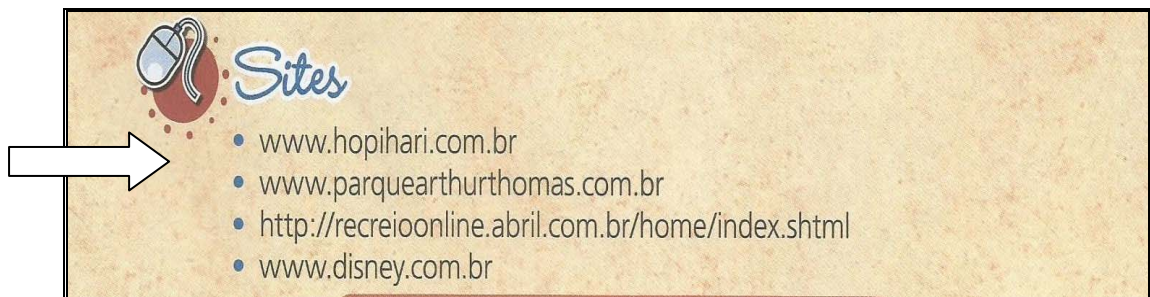 Sites
• www.hopihari.com.br
• www.parquearthurthomas.com.br
• http://recreioonline.abril.com.br/home/index.shtml
• www.disney.com.br